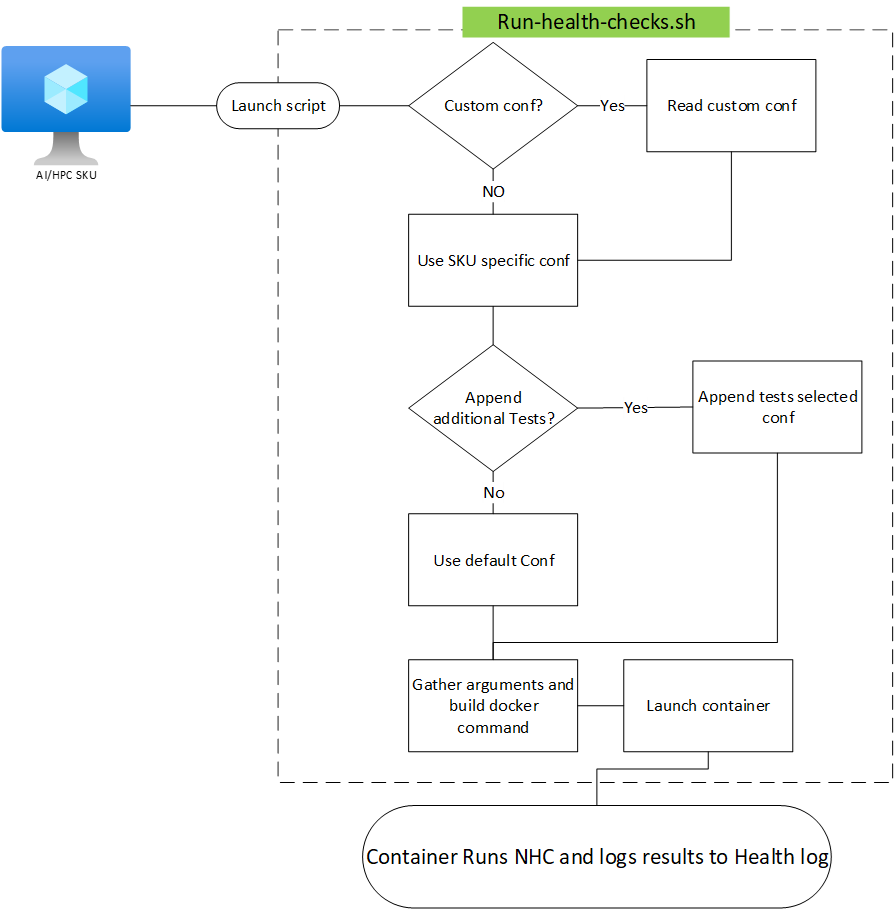 Run-health-checks.sh
AI/HPC SKU
Launch script
Custom conf?
Yes
Read custom conf
NO
Use SKU specific conf
Append
additional Tests?
Yes
Append tests selected
conf
No
Use default Conf
Gather arguments and
build docker
command
Launch container
Container Runs NHC and logs results to Health log